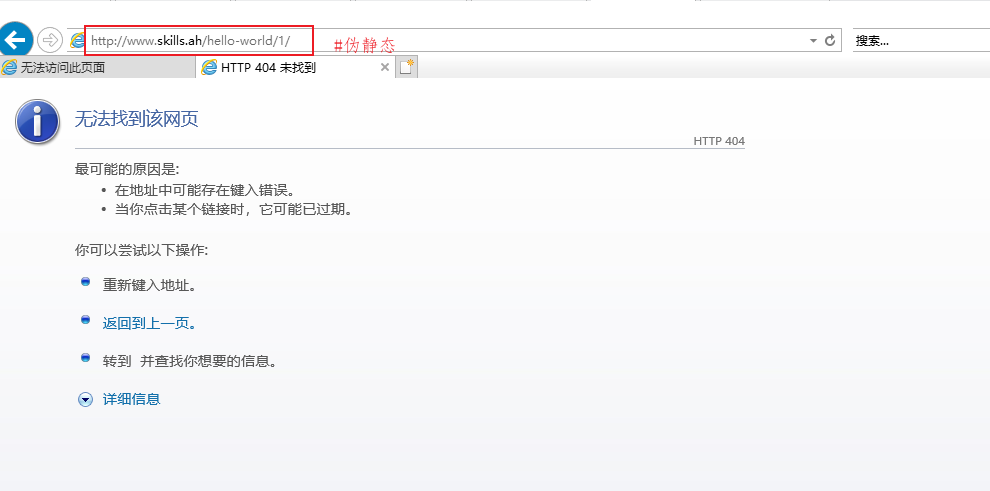 http://www.skills.ah/hello-world/1/
#伪静态
搜索...
无法访问此页面
HTTP 404 未找到
无法找到该网页
HTTP 404
最可能的原因是:
• 在地址中可能存在键入错误。
• 当你点击某个链接时，它可能已过期。
你可以尝试以下操作:
重新键入地址。
返回到上一页。
转到 并查找你想要的信息。
详细信息